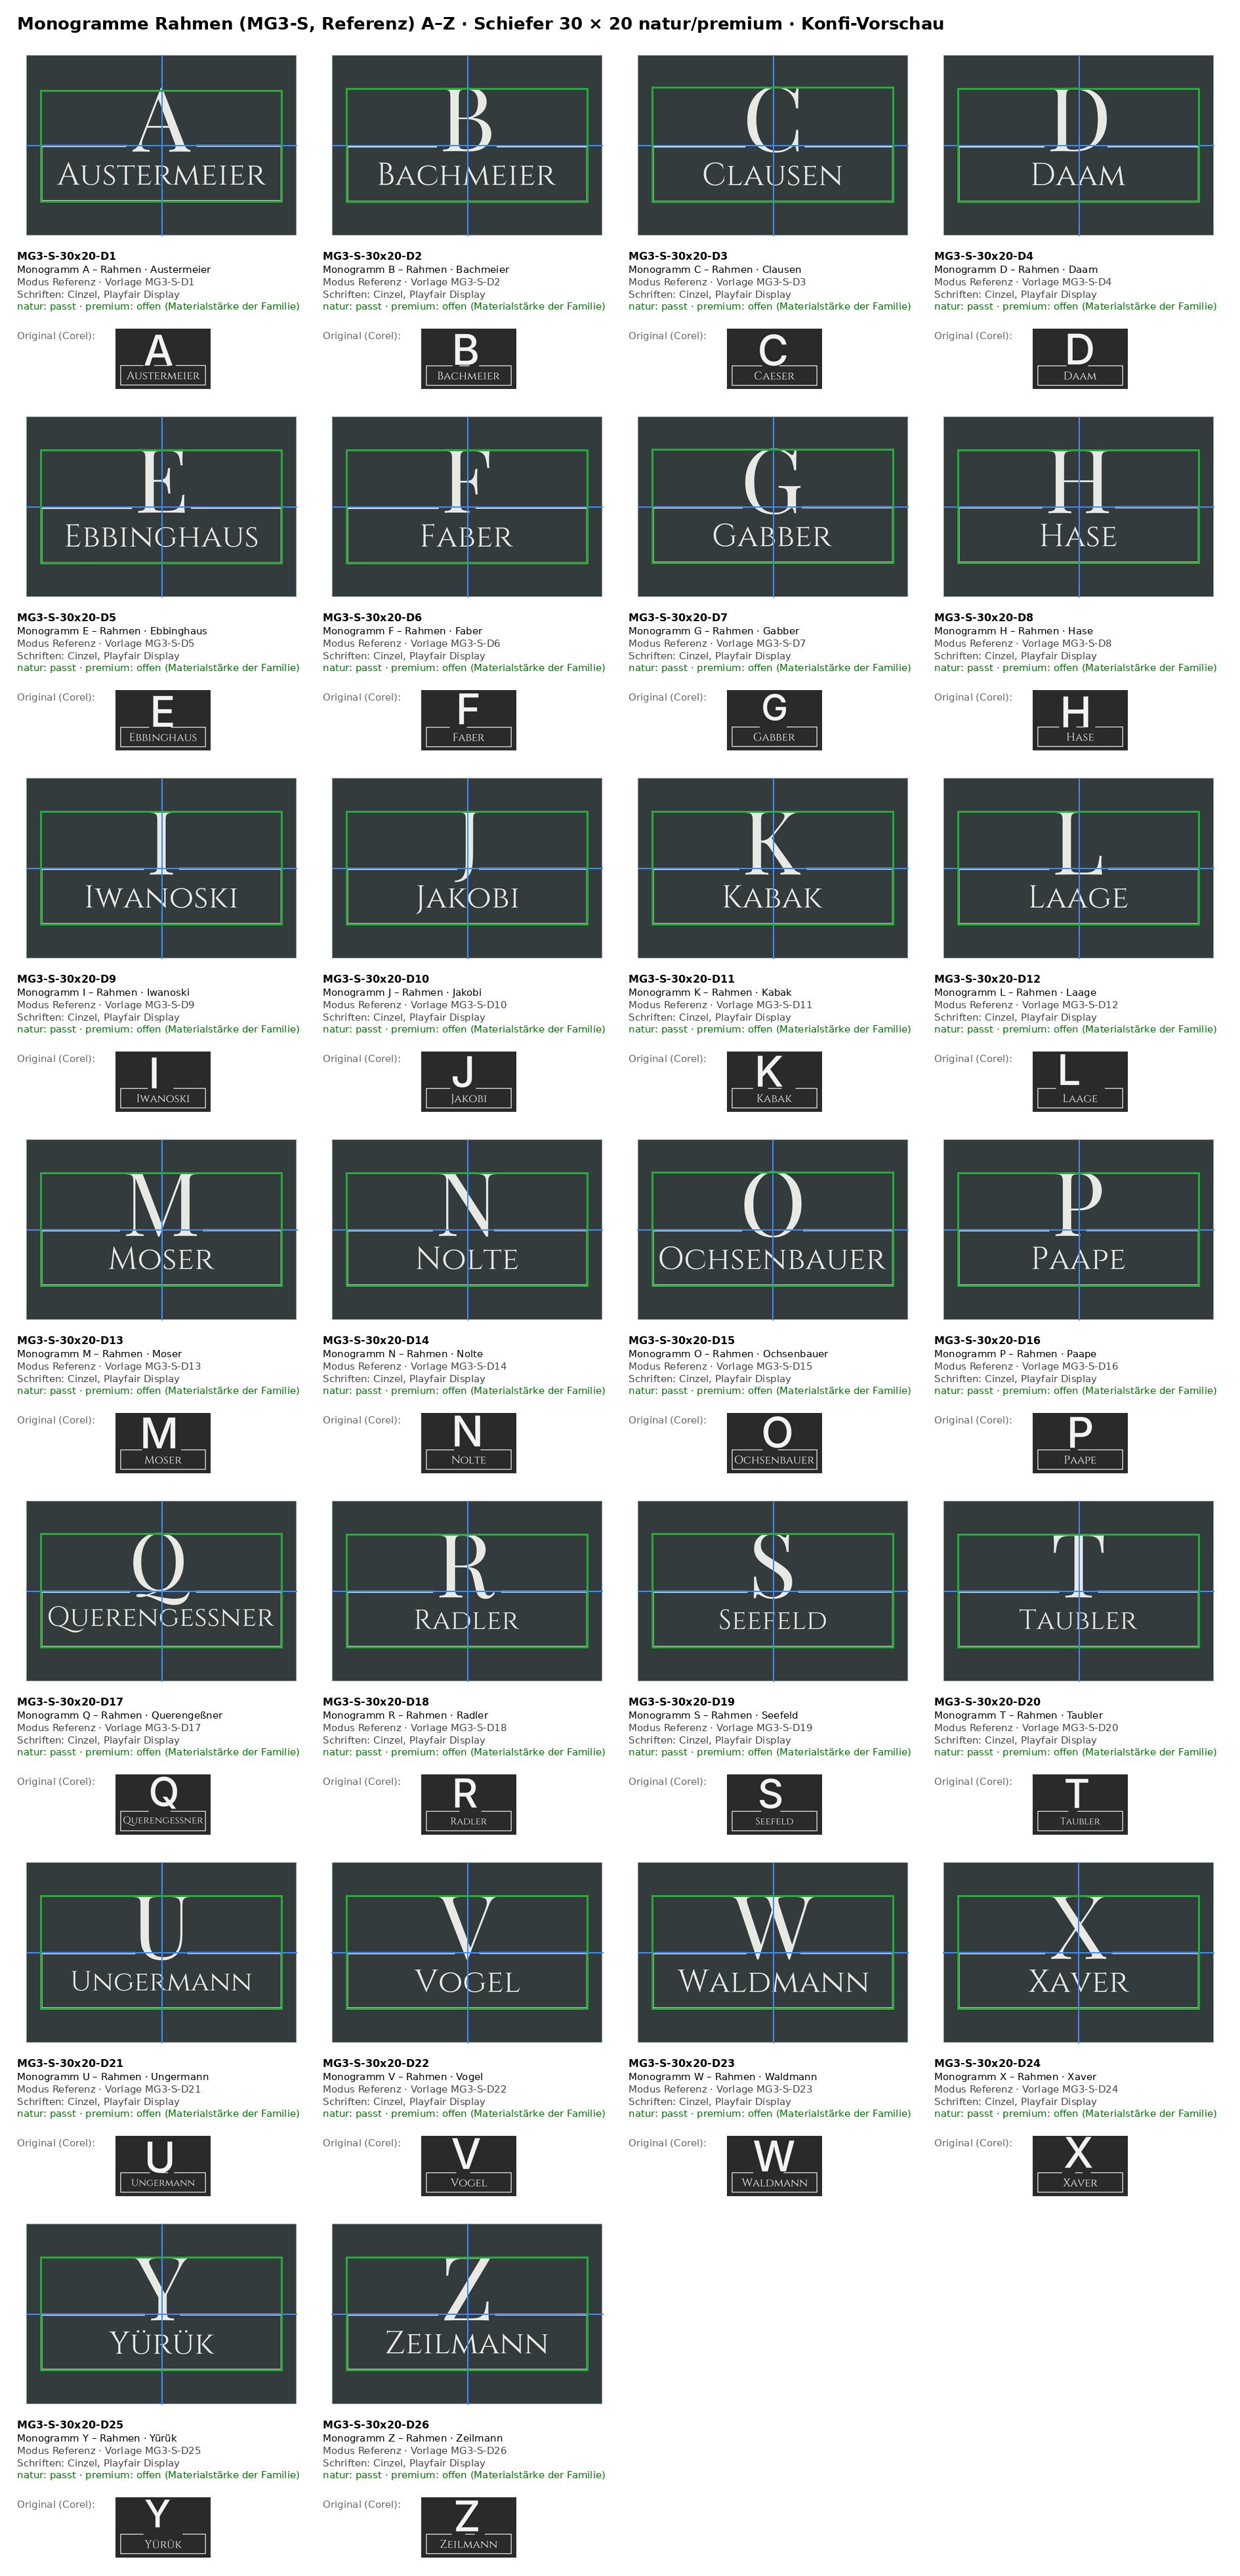 Monogramme Rahmen (MG3-S, Referenz) A–Z · Schiefer 30 × 20 natur/premium · Konfi-Vorschau
A
AUSTERMEIER
MG3-S-30x20-D1
Monogramm A – Rahmen · Austermeier
Modus Referenz · Vorlage MG3-S-D1
Schriften: Cinzel, Playfair Display
natur: passt · premium: offen (Materialstärke der Familie)
Original (Corel):
A
AUSTERMEIER
B
BACHMEIER
MG3-S-30x20-D2
Monogramm B – Rahmen · Bachmeier
Modus Referenz · Vorlage MG3-S-D2
Schriften: Cinzel, Playfair Display
natur: passt · premium: offen (Materialstärke der Familie)
Original (Corel):
B
BACHMEIER
C
CLAUSEN
MG3-S-30x20-D3
Monogramm C – Rahmen · Clausen
Modus Referenz · Vorlage MG3-S-D3
Schriften: Cinzel, Playfair Display
natur: passt · premium: offen (Materialstärke der Familie)
Original (Corel):
C
CAESER
D
DAAM
MG3-S-30x20-D4
Monogramm D – Rahmen · Daam
Modus Referenz · Vorlage MG3-S-D4
Schriften: Cinzel, Playfair Display
natur: passt · premium: offen (Materialstärke der Familie)
Original (Corel):
D
DAAM
E
EBBINGHAUS
MG3-S-30x20-D5
Monogramm E – Rahmen · Ebbinghaus
Modus Referenz · Vorlage MG3-S-D5
Schriften: Cinzel, Playfair Display
natur: passt · premium: offen (Materialstärke der Familie)
Original (Corel):
E
EBBINGHAUS
F
FABER
MG3-S-30x20-D6
Monogramm F – Rahmen · Faber
Modus Referenz · Vorlage MG3-S-D6
Schriften: Cinzel, Playfair Display
natur: passt · premium: offen (Materialstärke der Familie)
Original (Corel):
F
FABER
G
GABBER
MG3-S-30x20-D7
Monogramm G – Rahmen · Gabber
Modus Referenz · Vorlage MG3-S-D7
Schriften: Cinzel, Playfair Display
natur: passt · premium: offen (Materialstärke der Familie)
Original (Corel):
G
GABBER
H
HASE
MG3-S-30x20-D8
Monogramm H – Rahmen · Hase
Modus Referenz · Vorlage MG3-S-D8
Schriften: Cinzel, Playfair Display
natur: passt · premium: offen (Materialstärke der Familie)
Original (Corel):
H
HASE
I
IWANOSKI
MG3-S-30x20-D9
Monogramm I – Rahmen · Iwanoski
Modus Referenz · Vorlage MG3-S-D9
Schriften: Cinzel, Playfair Display
natur: passt · premium: offen (Materialstärke der Familie)
Original (Corel):
I
IWANOSKI
J
JAKOBI
MG3-S-30x20-D10
Monogramm J – Rahmen · Jakobi
Modus Referenz · Vorlage MG3-S-D10
Schriften: Cinzel, Playfair Display
natur: passt · premium: offen (Materialstärke der Familie)
Original (Corel):
J
JAKOBI
K
KABAK
MG3-S-30x20-D11
Monogramm K – Rahmen · Kabak
Modus Referenz · Vorlage MG3-S-D11
Schriften: Cinzel, Playfair Display
natur: passt · premium: offen (Materialstärke der Familie)
Original (Corel):
K
KABAK
L
LAAGE
MG3-S-30x20-D12
Monogramm L – Rahmen · Laage
Modus Referenz · Vorlage MG3-S-D12
Schriften: Cinzel, Playfair Display
natur: passt · premium: offen (Materialstärke der Familie)
Original (Corel):
L
LAAGE
M
MOSER
MG3-S-30x20-D13
Monogramm M – Rahmen · Moser
Modus Referenz · Vorlage MG3-S-D13
Schriften: Cinzel, Playfair Display
natur: passt · premium: offen (Materialstärke der Familie)
Original (Corel):
M
MOSER
N
NOLTE
MG3-S-30x20-D14
Monogramm N – Rahmen · Nolte
Modus Referenz · Vorlage MG3-S-D14
Schriften: Cinzel, Playfair Display
natur: passt · premium: offen (Materialstärke der Familie)
Original (Corel):
N
NOLTE
O
OCHSENBAUER
MG3-S-30x20-D15
Monogramm O – Rahmen · Ochsenbauer
Modus Referenz · Vorlage MG3-S-D15
Schriften: Cinzel, Playfair Display
natur: passt · premium: offen (Materialstärke der Familie)
Original (Corel):
O
OCHSENBAUER
P
PAAPE
MG3-S-30x20-D16
Monogramm P – Rahmen · Paape
Modus Referenz · Vorlage MG3-S-D16
Schriften: Cinzel, Playfair Display
natur: passt · premium: offen (Materialstärke der Familie)
Original (Corel):
P
PAAPE
Q
QUERENGESSNER
MG3-S-30x20-D17
Monogramm Q – Rahmen · Querengeßner
Modus Referenz · Vorlage MG3-S-D17
Schriften: Cinzel, Playfair Display
natur: passt · premium: offen (Materialstärke der Familie)
Original (Corel):
Q
QUERENGESSNER
R
RADLER
MG3-S-30x20-D18
Monogramm R – Rahmen · Radler
Modus Referenz · Vorlage MG3-S-D18
Schriften: Cinzel, Playfair Display
natur: passt · premium: offen (Materialstärke der Familie)
Original (Corel):
R
RADLER
S
SEEFELD
MG3-S-30x20-D19
Monogramm S – Rahmen · Seefeld
Modus Referenz · Vorlage MG3-S-D19
Schriften: Cinzel, Playfair Display
natur: passt · premium: offen (Materialstärke der Familie)
Original (Corel):
S
SEEFELD
T
TAUBLER
MG3-S-30x20-D20
Monogramm T – Rahmen · Taubler
Modus Referenz · Vorlage MG3-S-D20
Schriften: Cinzel, Playfair Display
natur: passt · premium: offen (Materialstärke der Familie)
Original (Corel):
T
TAUBLER
U
UNGERMANN
MG3-S-30x20-D21
Monogramm U – Rahmen · Ungermann
Modus Referenz · Vorlage MG3-S-D21
Schriften: Cinzel, Playfair Display
natur: passt · premium: offen (Materialstärke der Familie)
Original (Corel):
U
UNGERMANN
V
VOGEL
MG3-S-30x20-D22
Monogramm V – Rahmen · Vogel
Modus Referenz · Vorlage MG3-S-D22
Schriften: Cinzel, Playfair Display
natur: passt · premium: offen (Materialstärke der Familie)
Original (Corel):
V
VOGEL
W
WALDMANN
MG3-S-30x20-D23
Monogramm W – Rahmen · Waldmann
Modus Referenz · Vorlage MG3-S-D23
Schriften: Cinzel, Playfair Display
natur: passt · premium: offen (Materialstärke der Familie)
Original (Corel):
W
WALDMANN
X
XAVER
MG3-S-30x20-D24
Monogramm X – Rahmen · Xaver
Modus Referenz · Vorlage MG3-S-D24
Schriften: Cinzel, Playfair Display
natur: passt · premium: offen (Materialstärke der Familie)
Original (Corel):
X
XAVER
Y
YÜRÜK
MG3-S-30x20-D25
Monogramm Y – Rahmen · Yürük
Modus Referenz · Vorlage MG3-S-D25
Schriften: Cinzel, Playfair Display
natur: passt · premium: offen (Materialstärke der Familie)
Original (Corel):
Y
YÜRÜK
Z
ZEILMANN
MG3-S-30x20-D26
Monogramm Z – Rahmen · Zeilmann
Modus Referenz · Vorlage MG3-S-D26
Schriften: Cinzel, Playfair Display
natur: passt · premium: offen (Materialstärke der Familie)
Original (Corel):
Z
ZEILMANN